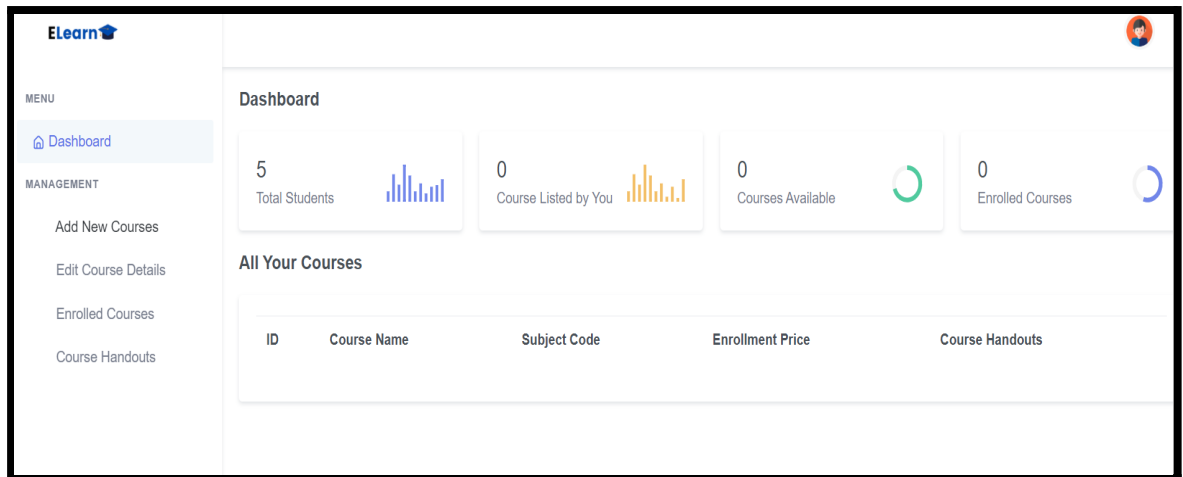 ELearn
MENU
Dashboard
MANAGEMENT
Add New Courses
Edit Course Details
Enrolled Courses
Course Handouts
Dashboard
5
Total Students
0
Course Listed by You
0
Courses Available
0
Enrolled Courses
All Your Courses
ID Course Name Subject Code Enrollment Price Course Handouts